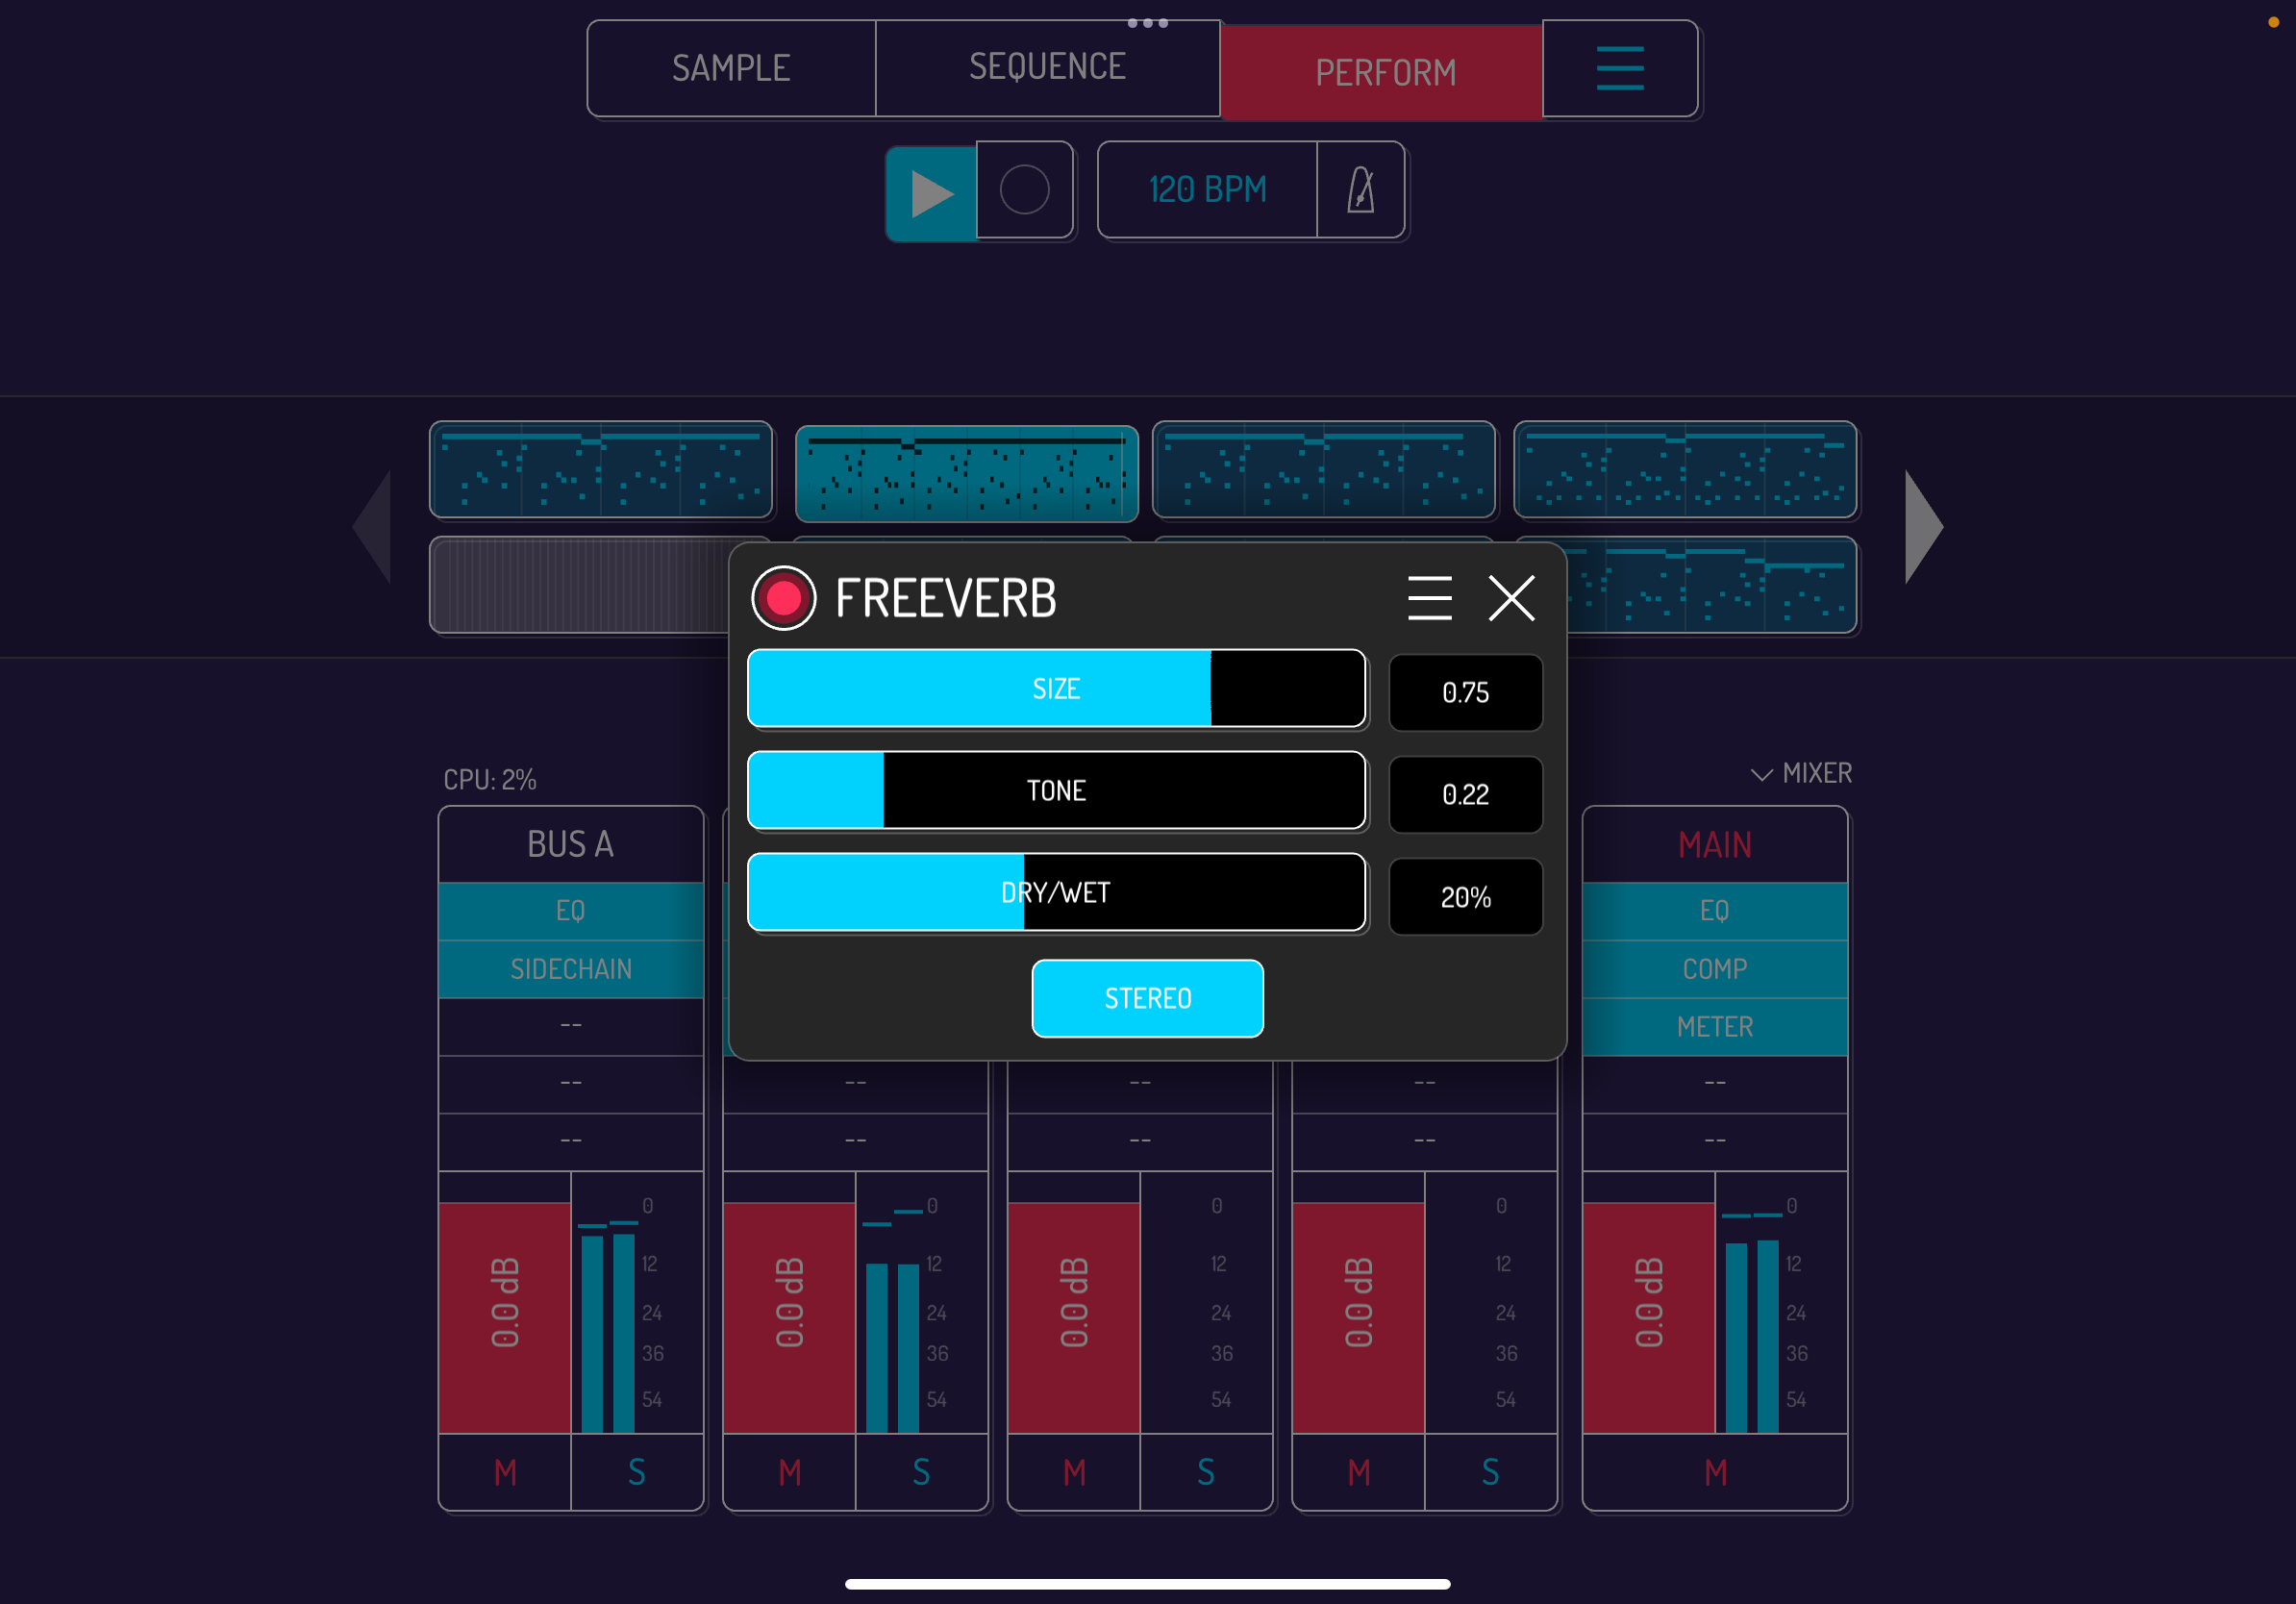 SAMPLE SEQUENCE PERFORM
120 BPM
FREEVERB
SIZE 0.75
TONE 0.22
DRY/WET 20%
STEREO
CPU: 2% MIXER
BUS A MAIN
EQ EQ
SIDECHAIN COMP
-- METER
-- -- -- -- --
-- -- -- -- --
0 0 0 0 0
0.0 dB 0.0 dB 0.0 dB 0.0 dB 0.0 dB
12 12 12 12 12
24 24 24 24 24
36 36 36 36 36
54 54 54 54 54
M S M S M S M S M